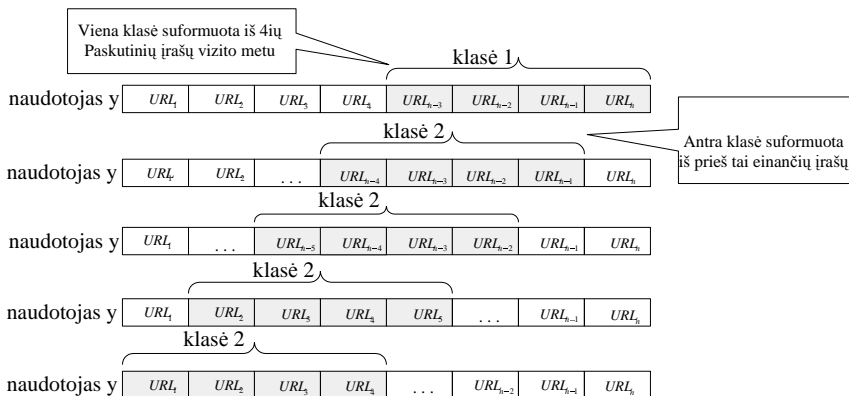 Viena klasė suformuota iš 4ių
Paskutinių įrašų vizito metu
klasė 1
naudotojas y URL₁ URL₂ URL₃ URL₄ URLₙ₋₃ URLₙ₋₂ URLₙ₋₁ URLₙ
klasė 2
Antra klasė suformuota
iš prieš tai einančių įrašų
naudotojas y URL₁ URL₂ ... URLₙ₋₄ URLₙ₋₃ URLₙ₋₂ URLₙ₋₁ URLₙ
klasė 2
naudotojas y URL₁ ... URLₙ₋₅ URLₙ₋₄ URLₙ₋₃ URLₙ₋₂ URLₙ₋₁ URLₙ
klasė 2
naudotojas y URL₁ URL₂ URL₃ URL₄ URL₅ ... URLₙ₋₁ URLₙ
klasė 2
naudotojas y URL₁ URL₂ URL₃ URL₄ ... URLₙ₋₂ URLₙ₋₁ URLₙ